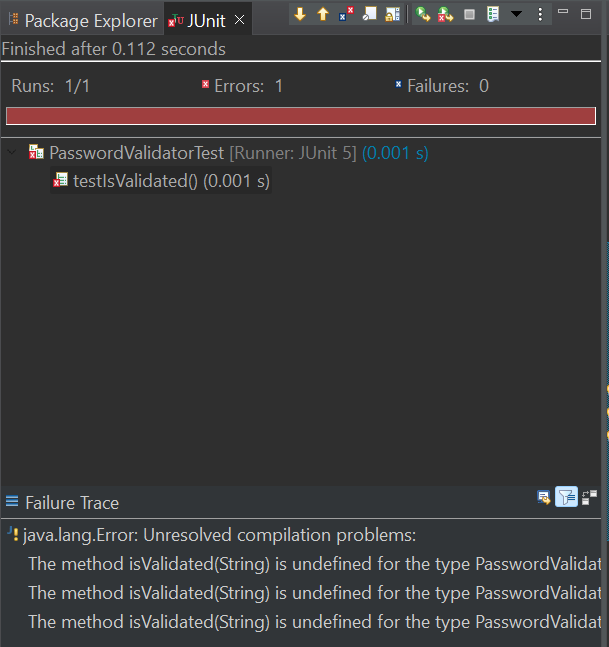 Package Explorer JUnit
Finished after 0.112 seconds
Runs: 1/1 Errors: 1 Failures: 0
PasswordValidatorTest [Runner: JUnit 5] (0.001 s)
testIsValidated() (0.001 s)
Failure Trace
java.lang.Error: Unresolved compilation problems:
The method isValidated(String) is undefined for the type PasswordValidat
The method isValidated(String) is undefined for the type PasswordValidat
The method isValidated(String) is undefined for the type PasswordValidat